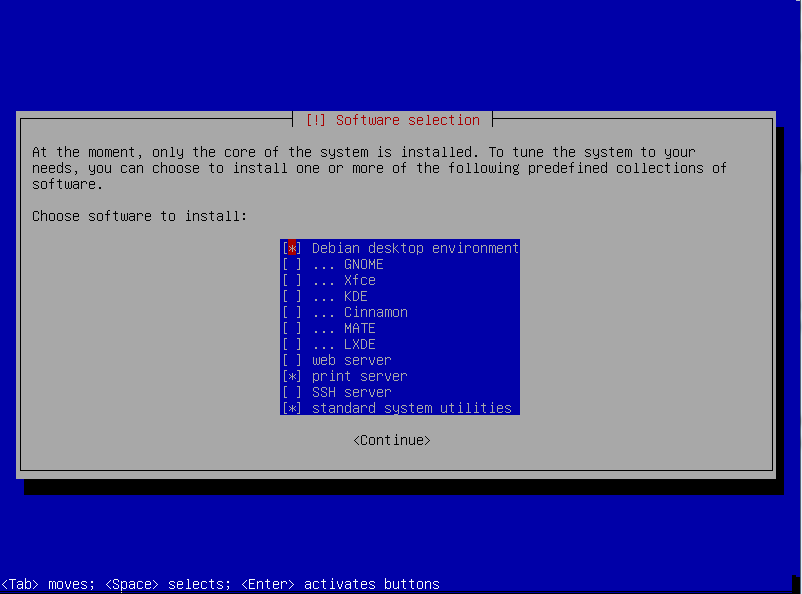 [!] Software selection
At the moment, only the core of the system is installed. To tune the system to your
needs, you can choose to install one or more of the following predefined collections of
software.
Choose software to install:
[*] Debian desktop environment
[ ] ... GNOME
[ ] ... Xfce
[ ] ... KDE
[ ] ... Cinnamon
[ ] ... MATE
[ ] ... LXDE
[ ] web server
[*] print server
[ ] SSH server
[*] standard system utilities
<Continue>
<Tab> moves; <Space> selects; <Enter> activates buttons